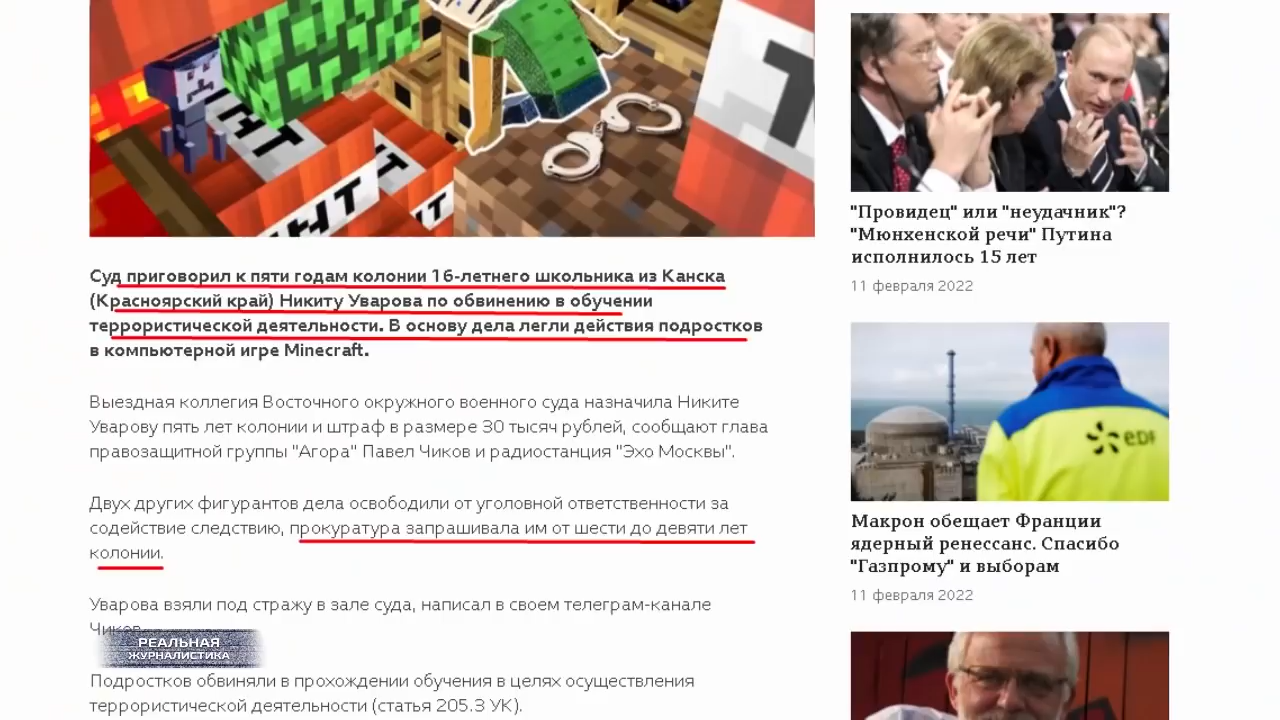 TNT
TNT
Суд приговорил к пяти годам колонии 16-летнего школьника из Канска
(Красноярский край) Никиту Уварова по обвинению в обучении
террористической деятельности. В основу дела легли действия подростков
в компьютерной игре Minecraft.
Выездная коллегия Восточного окружного военного суда назначила Никите
Уварову пять лет колонии и штраф в размере 30 тысяч рублей, сообщают глава
правозащитной группы "Агора" Павел Чиков и радиостанция "Эхо Москвы".
Двух других фигурантов дела освободили от уголовной ответственности за
содействие следствию, прокуратура запрашивала им от шести до девяти лет
колонии.
Уварова взяли под стражу в зале суда, написал в своем телеграм-канале
Чиков.
РЕАЛЬНАЯ
ЖУРНАЛИСТИКА
Подростков обвиняли в прохождении обучения в целях осуществления
террористической деятельности (статья 205.3 УК).
"Провидец" или "неудачник"?
"Мюнхенской речи" Путина
исполнилось 15 лет
11 февраля 2022
eDF
Макрон обещает Франции
ядерный ренессанс. Спасибо
"Газпрому" и выборам
11 февраля 2022